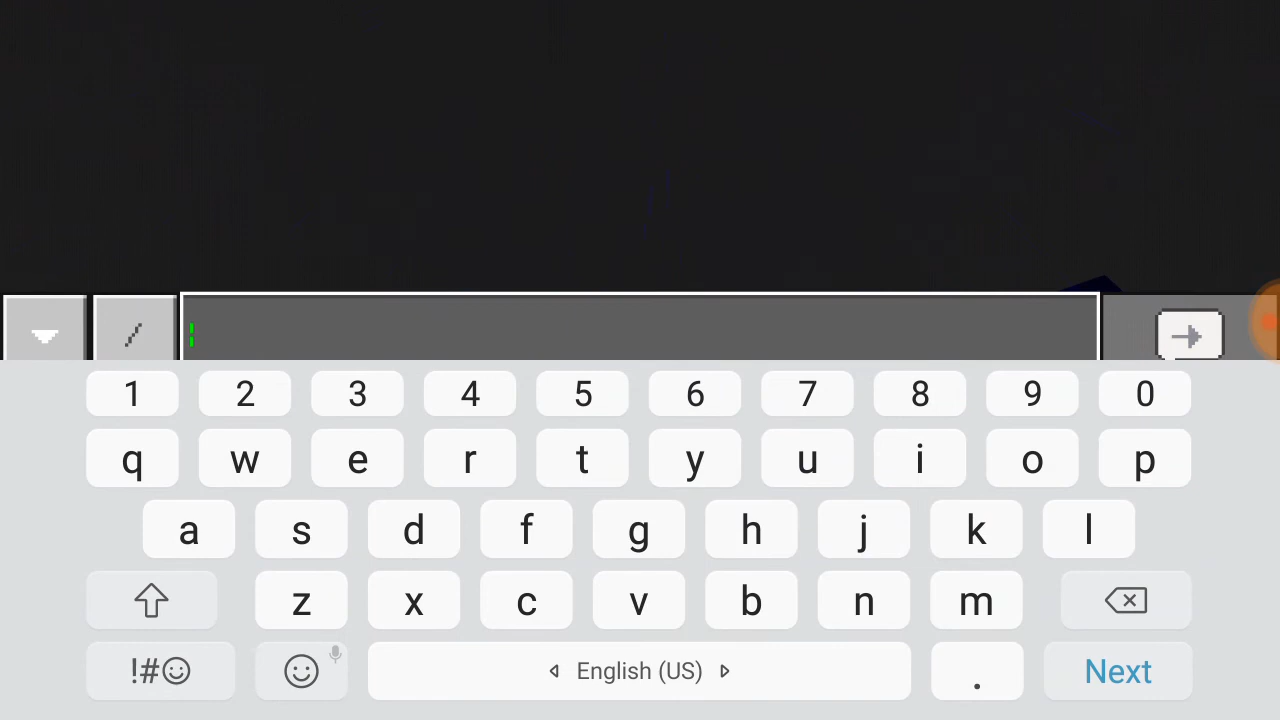 /
1 2 3 4 5 6 7 8 9 0
q w e r t y u i o p
a s d f g h j k l
z x c v b n m
!# English (US) . Next